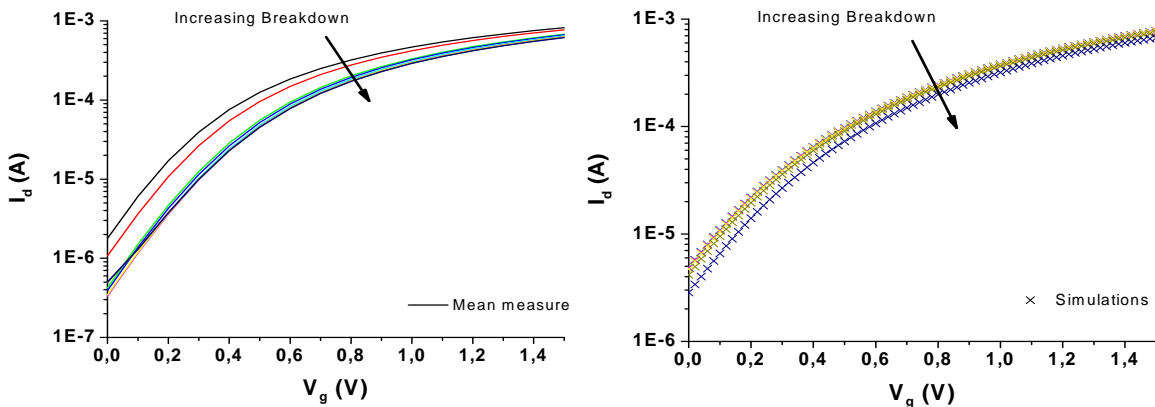 Increasing Breakdown
1E-3
1E-4
1E-5
1E-6
1E-7
I_d (A)
Mean measure
0,0 0,2 0,4 0,6 0,8 1,0 1,2 1,4
V_g (V)
Increasing Breakdown
1E-3
1E-4
1E-5
1E-6
I_d (A)
Simulations
0,0 0,2 0,4 0,6 0,8 1,0 1,2 1,4
V_g (V)